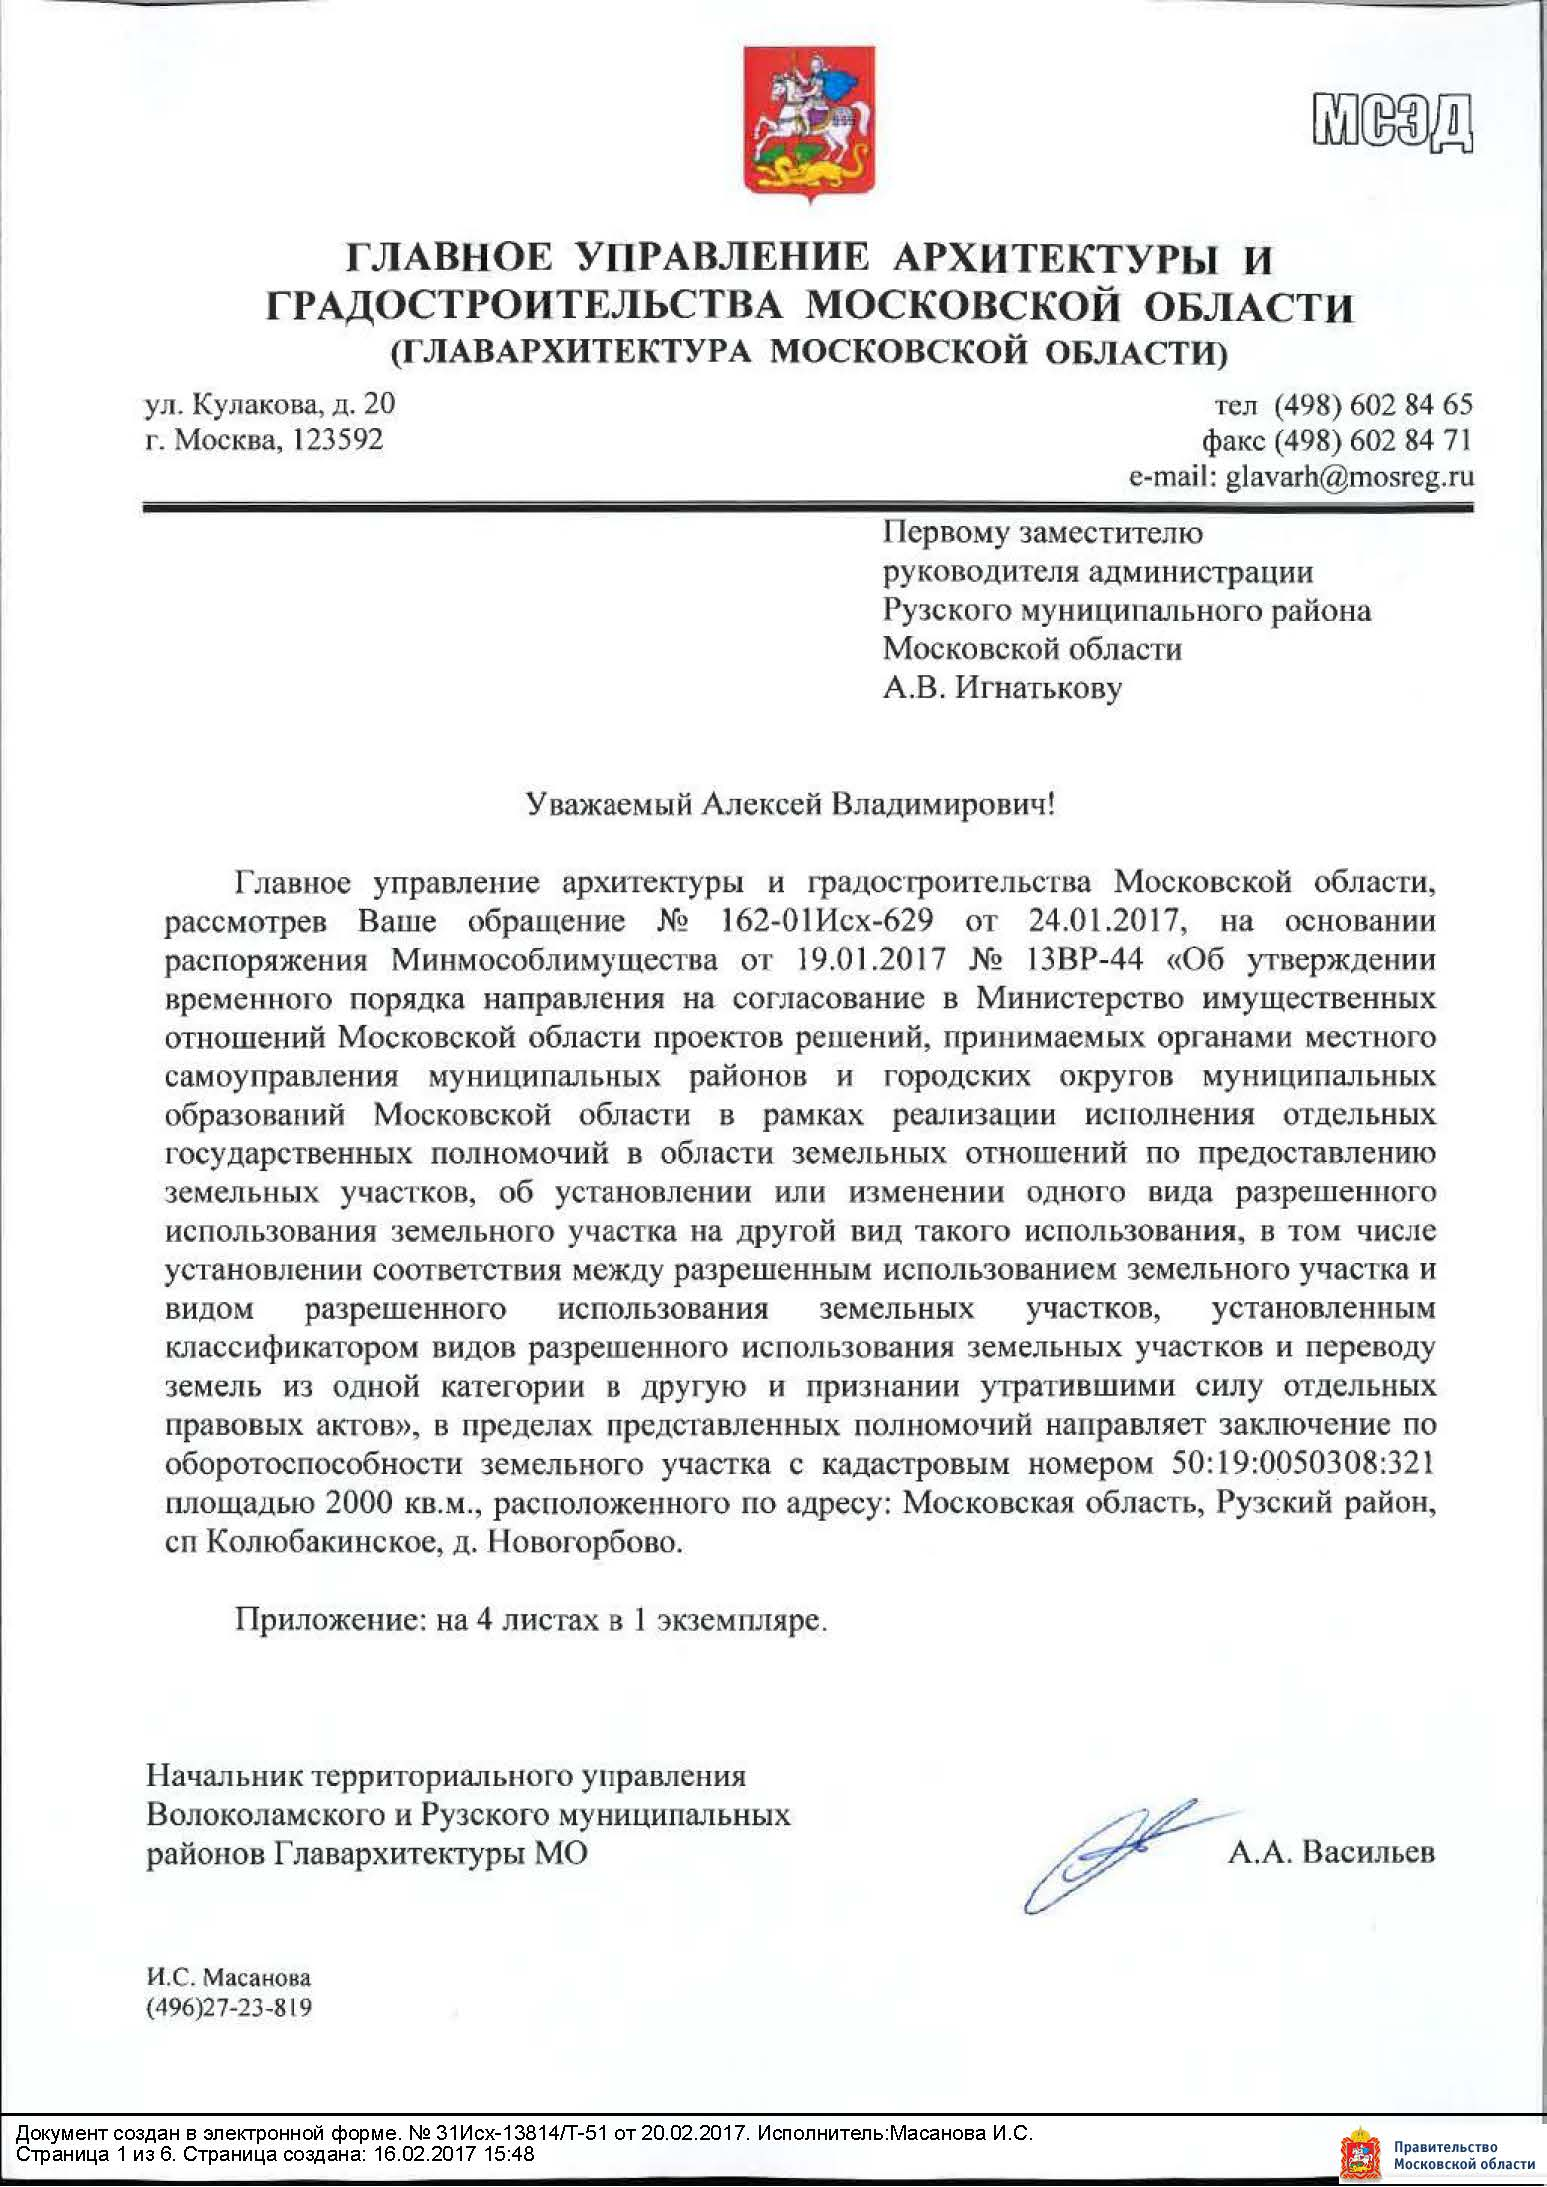 МСЭД
ГЛАВНОЕ УПРАВЛЕНИЕ АРХИТЕКТУРЫ И
ГРАДОСТРОИТЕЛЬСТВА МОСКОВСКОЙ ОБЛАСТИ
(ГЛАВАРХИТЕКТУРА МОСКОВСКОЙ ОБЛАСТИ)
ул. Кулакова, д. 20
г. Москва, 123592
тел (498) 602 84 65
факс (498) 602 84 71
e-mail: glavarh@mosreg.ru
Первому заместителю
руководителя администрации
Рузского муниципального района
Московской области
А.В. Игнатькову
Уважаемый Алексей Владимирович!
Главное управление архитектуры и градостроительства Московской области,
рассмотрев Ваше обращение № 162-01Исх-629 от 24.01.2017, на основании
распоряжения Минмособлимущества от 19.01.2017 № 13ВР-44 «Об утверждении
временного порядка направления на согласование в Министерство имущественных
отношений Московской области проектов решений, принимаемых органами местного
самоуправления муниципальных районов и городских округов муниципальных
образований Московской области в рамках реализации исполнения отдельных
государственных полномочий в области земельных отношений по предоставлению
земельных участков, об установлении или изменении одного вида разрешенного
использования земельного участка на другой вид такого использования, в том числе
установлении соответствия между разрешенным использованием земельного участка и
видом разрешенного использования земельных участков, установленным
классификатором видов разрешенного использования земельных участков и переводу
земель из одной категории в другую и признании утратившими силу отдельных
правовых актов», в пределах представленных полномочий направляет заключение по
оборотоспособности земельного участка с кадастровым номером 50:19:0050308:321
площадью 2000 кв.м., расположенного по адресу: Московская область, Рузский район,
сп Колюбакинское, д. Новогорбово.
Приложение: на 4 листах в 1 экземпляре.
Начальник территориального управления
Волоколамского и Рузского муниципальных
районов Главархитектуры МО
А.А. Васильев
И.С. Масанова
(496)27-23-819
Документ создан в электронной форме. № 31Исх-13814/Т-51 от 20.02.2017. Исполнитель:Масанова И.С.
Страница 1 из 6. Страница создана: 16.02.2017 15:48
Правительство
Московской области